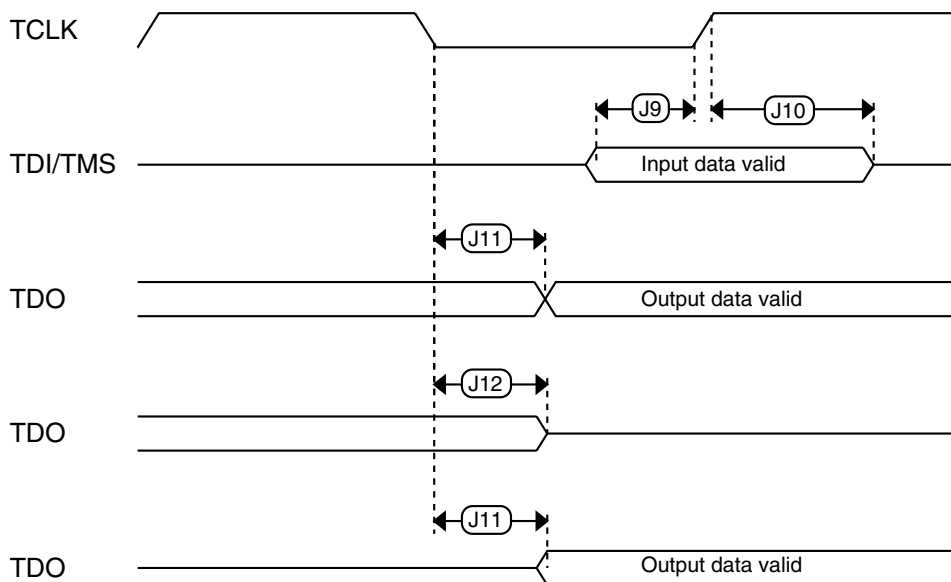 TCLK
J9
J10
TDI/TMS
Input data valid
J11
TDO
Output data valid
J12
TDO
J11
TDO
Output data valid